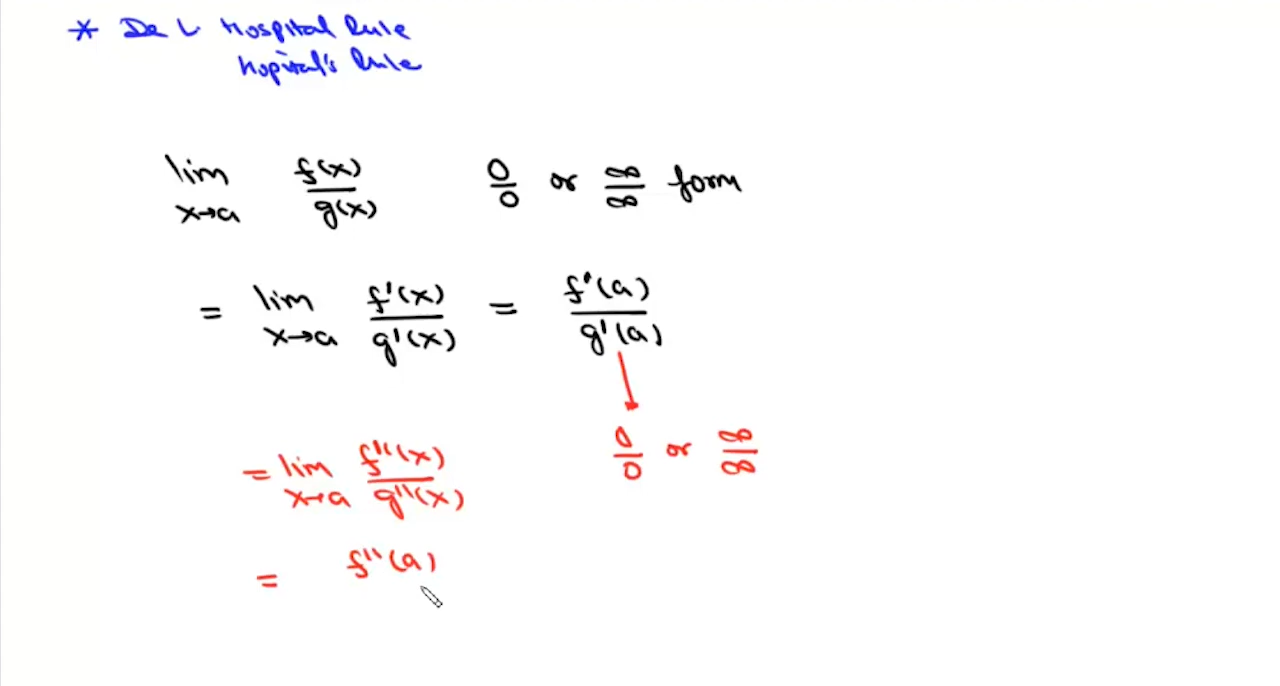 * De L Hospital Rule
Hopital's Rule
lim x→a f(x)/g(x) 0/0 or ∞/∞ form
= lim x→a f'(x)/g'(x) = f'(a)/g'(a)
0/0 or ∞/∞
= lim x→a f''(x)/g''(x)
= f''(a)